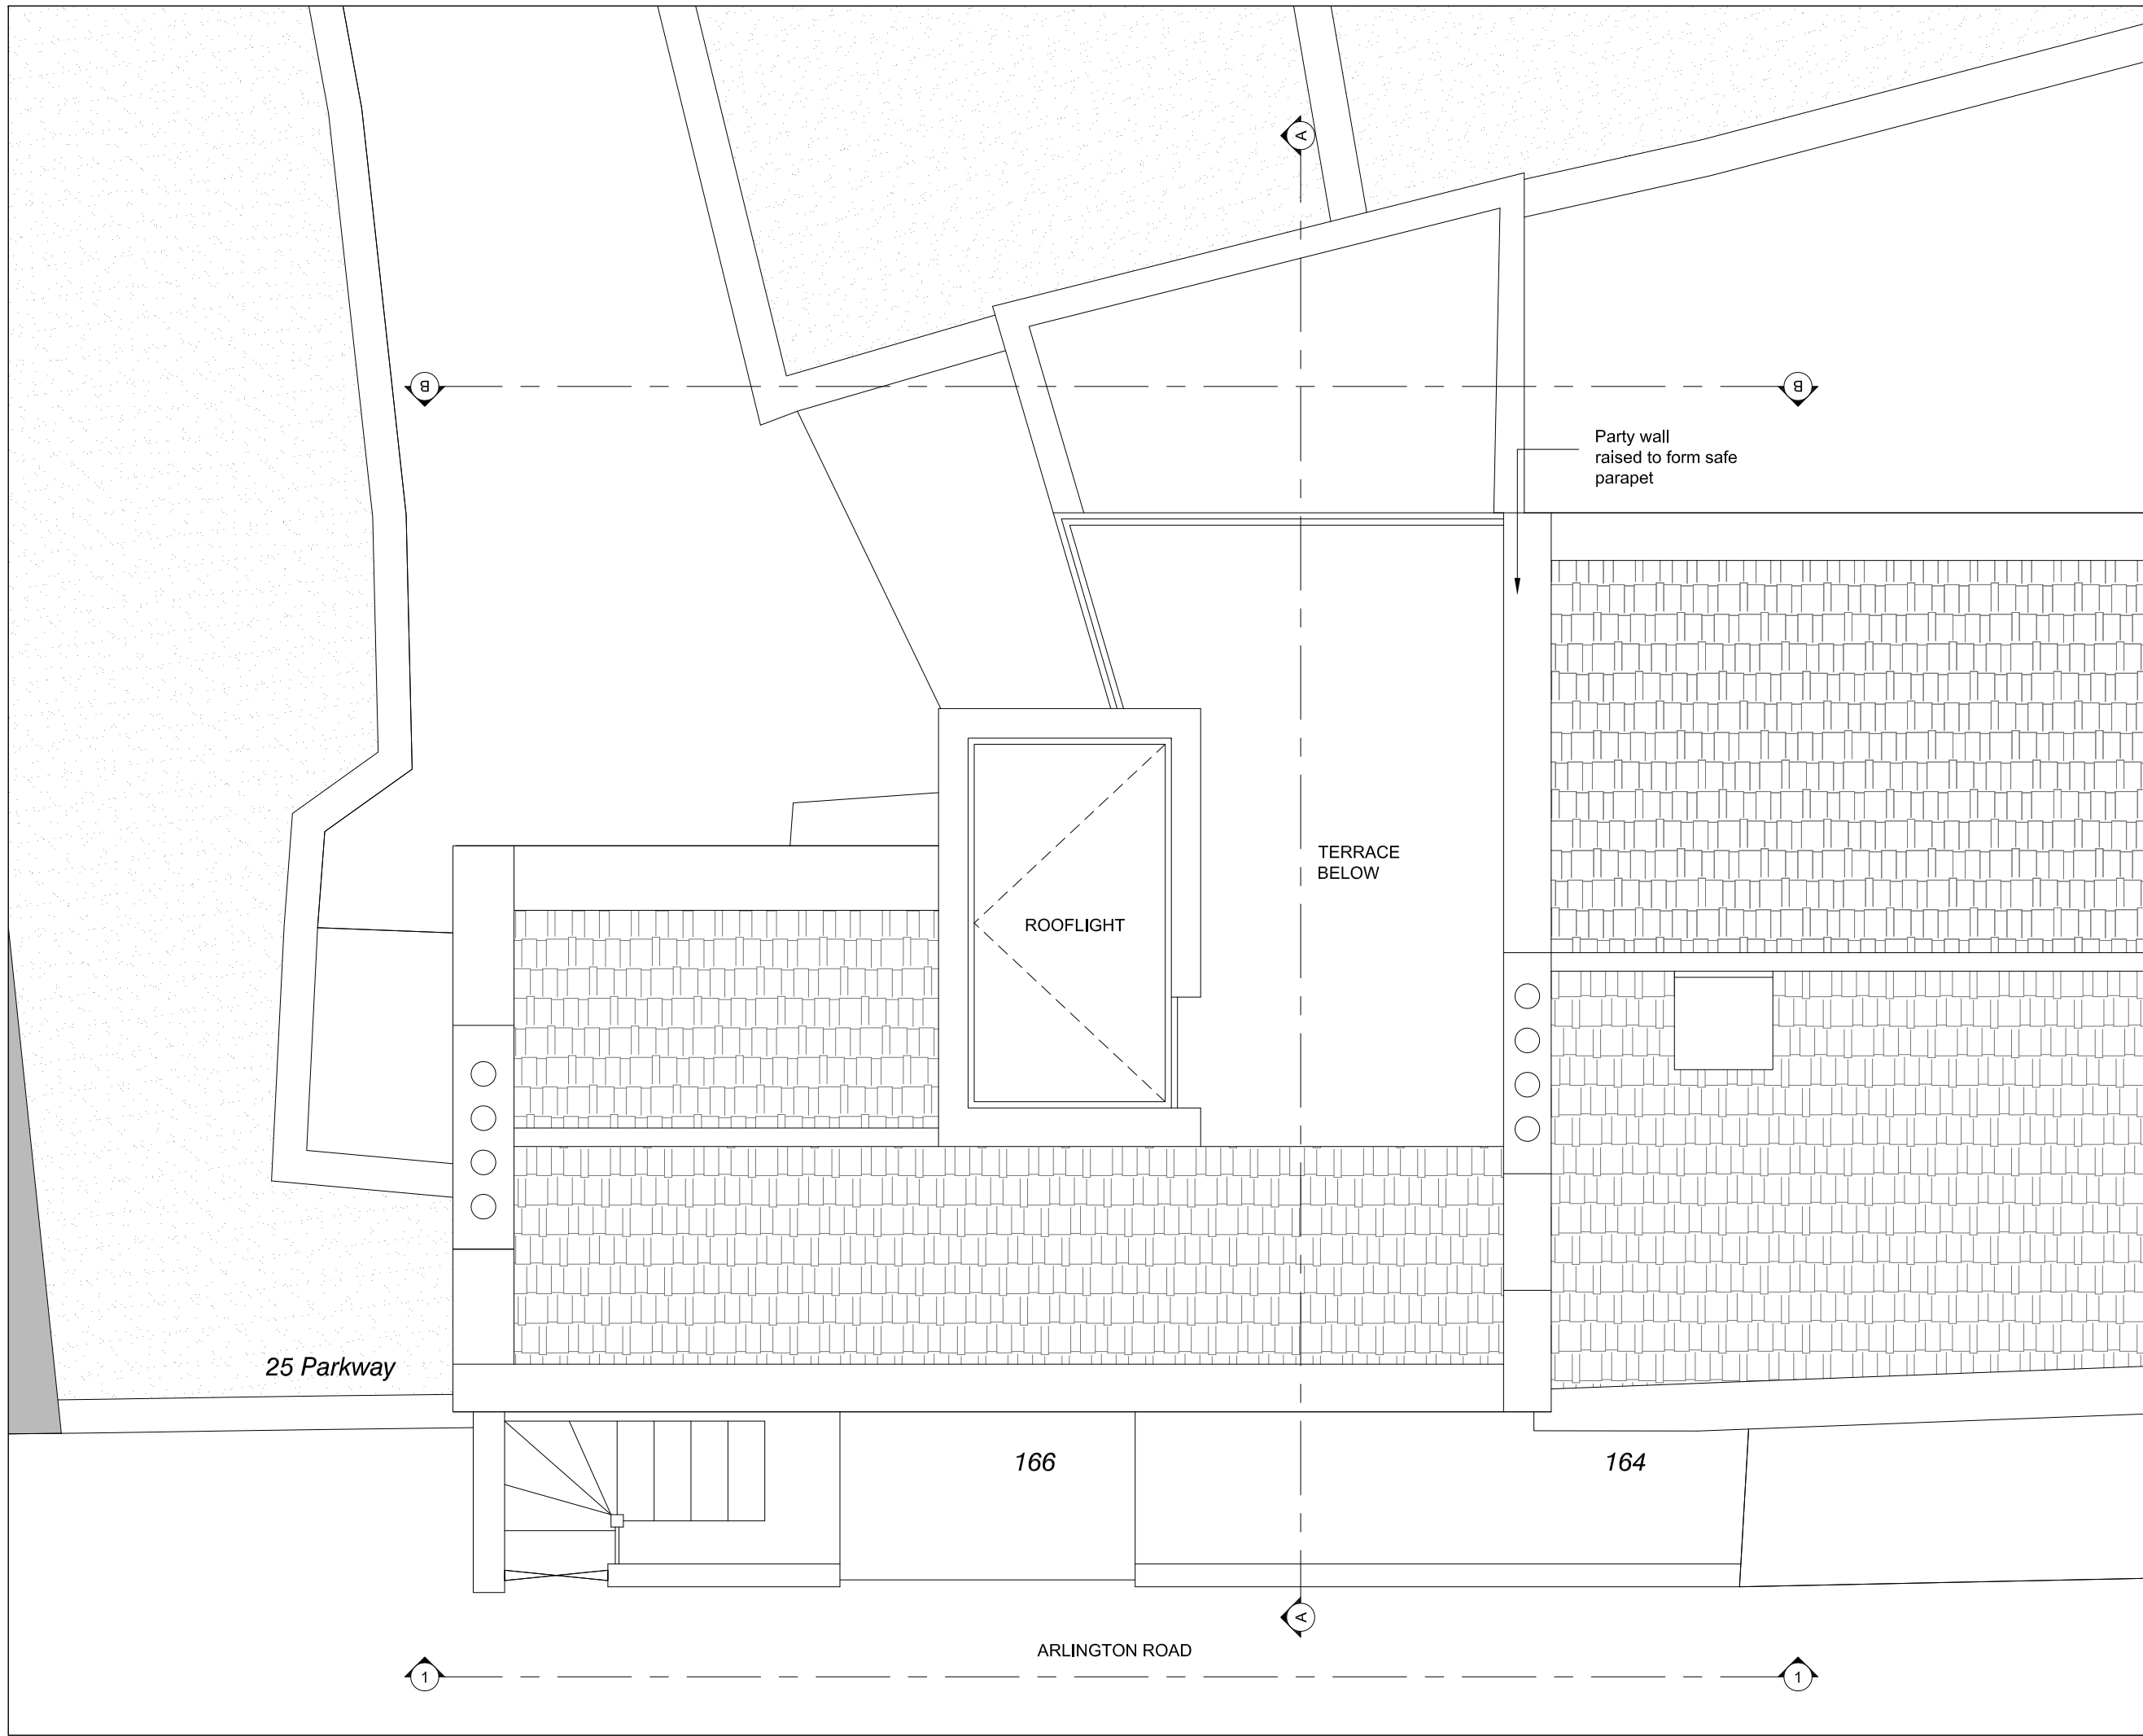 A
B
B
Party wall
raised to form safe
parapet
TERRACE
BELOW
ROOFLIGHT
25 Parkway
166
164
A
ARLINGTON ROAD
1
1